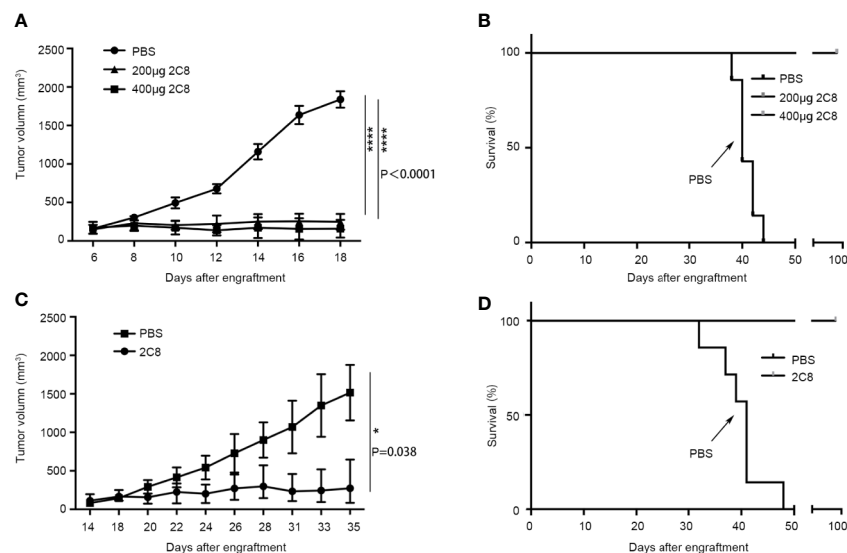 A
2500
2000
1500
1000
500
0
Tumor volumn (mm³)
PBS
200μg 2C8
400μg 2C8
****
****
P<0.0001
6 8 10 12 14 16 18
Days after engraftment
B
100
50
0
Survival (%)
PBS
200μg 2C8
400μg 2C8
PBS
0 10 20 30 40 50 100
Days after engraftment
C
2500
2000
1500
1000
500
0
Tumor volumn (mm³)
PBS
2C8
*
P=0.038
14 18 20 22 24 26 28 31 33 35
Days after engraftment
D
100
50
0
Survival (%)
PBS
2C8
PBS
0 10 20 30 40 50 100
Days after engraftment